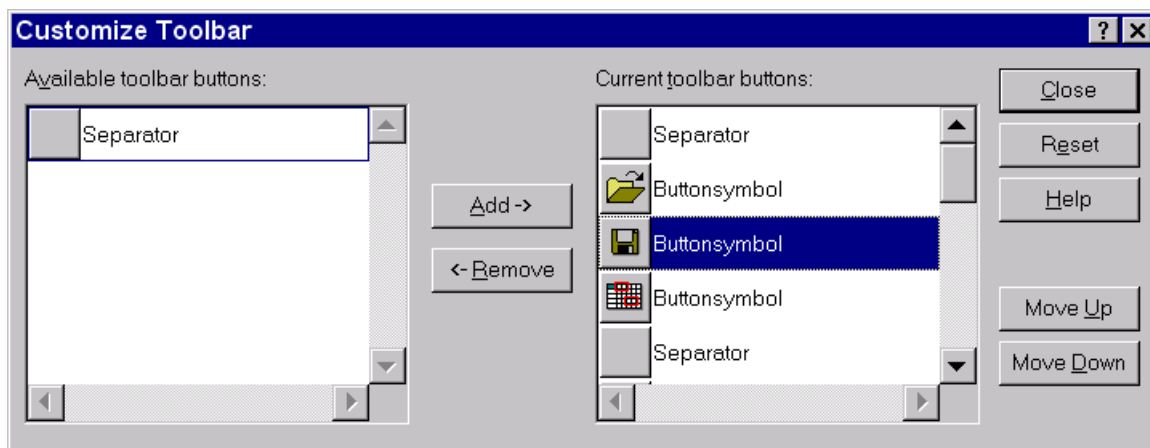 Customize Toolbar
Available toolbar buttons:
Separator
Add ->
<- Remove
Current toolbar buttons:
Separator
Buttonsymbol
Buttonsymbol
Buttonsymbol
Separator
Close
Reset
Help
Move Up
Move Down